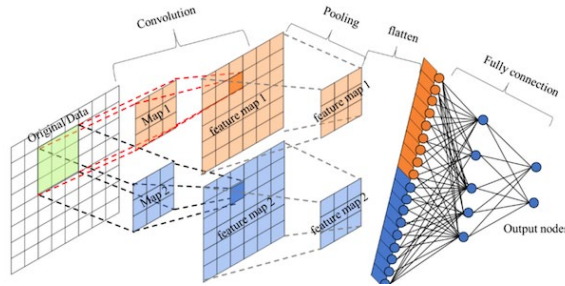 Convolution
Pooling
flatten
Fully connection
Original/Data
Map 1
feature map 1
feature map 1
Map 2
feature map 2
feature map 2
Output nodes